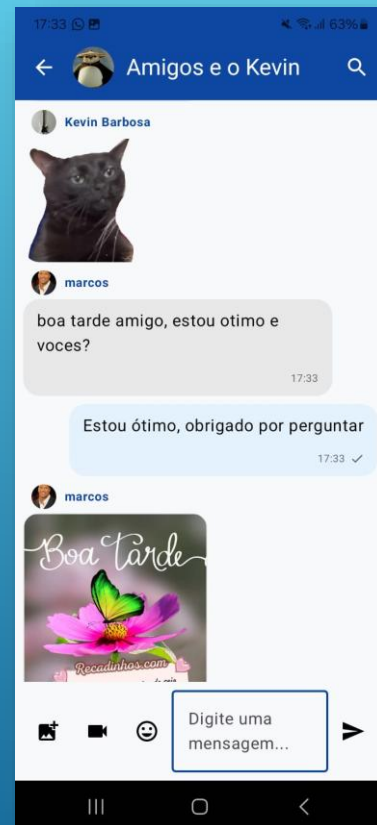 17:33
63%
Amigos e o Kevin
Kevin Barbosa
marcos
boa tarde amigo, estou otimo e
voces?
17:33
Estou ótimo, obrigado por perguntar
17:33
marcos
Boa Tarde
Recadinhos.com
Digite uma
mensagem...